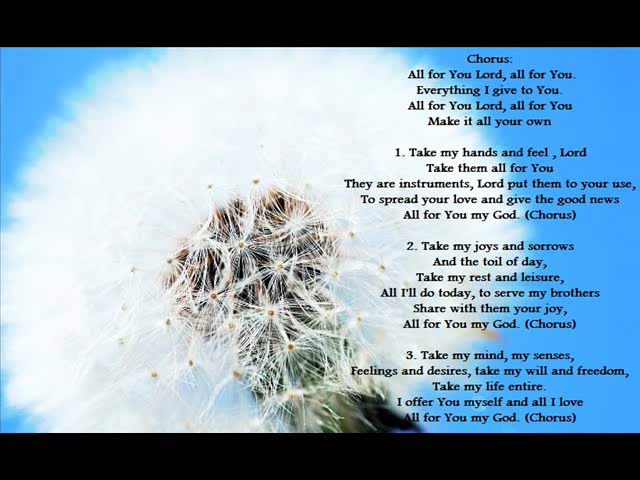 Chorus:
All for You Lord, all for You.
Everything I give to You.
All for You Lord, all for You
Make it all your own
1. Take my hands and feel , Lord
Take them all for You
They are instruments, Lord put them to your use,
To spread your love and give the good news
All for You my God. (Chorus)
2. Take my joys and sorrows
And the toil of day,
Take my rest and leisure,
All I'll do today, to serve my brothers
Share with them your joy,
All for You my God. (Chorus)
3. Take my mind, my senses,
Feelings and desires, take my will and freedom,
Take my life entire.
I offer You myself and all I love
All for You my God. (Chorus)